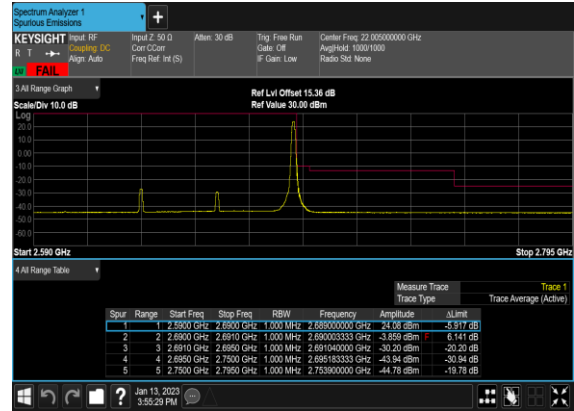 Spectrum Analyzer 1
Spurious Emissions
KEYSIGHT Input: RF Input Z: 50 Ω Atten: 30 dB Trig: Free Run Center Freq: 22.005000000 GHz
R T Coupling: DC Corr CCorr Gate: Off Avg|Hold: 1000/1000
Align: Auto Freq Ref: Int (S) IF Gain: Low Radio Std: None
LXI FAIL
3 All Range Graph
Ref Lvl Offset 15.36 dB
Scale/Div 10.0 dB Ref Value 30.00 dBm
Log
20.0
10.0
0.00
-10.0
-20.0
-30.0
-40.0
-50.0
-60.0
Start 2.590 GHz Stop 2.795 GHz
4 All Range Table
Measure Trace Trace 1
Trace Type Trace Average (Active)
Spur Range Start Freq Stop Freq RBW Frequency Amplitude ΔLimit
1 1 2.5900 GHz 2.6900 GHz 1.000 MHz 2.689000000 GHz 24.08 dBm -5.917 dB
2 2 2.6900 GHz 2.6910 GHz 1.000 MHz 2.690003333 GHz -3.859 dBm F 6.141 dB
3 3 2.6910 GHz 2.6950 GHz 1.000 MHz 2.691040000 GHz -30.20 dBm -20.20 dB
4 4 2.6950 GHz 2.7500 GHz 1.000 MHz 2.695183333 GHz -43.94 dBm -30.94 dB
5 5 2.7500 GHz 2.7950 GHz 1.000 MHz 2.753900000 GHz -44.78 dBm -19.78 dB
Jan 13, 2023
3:55:29 PM